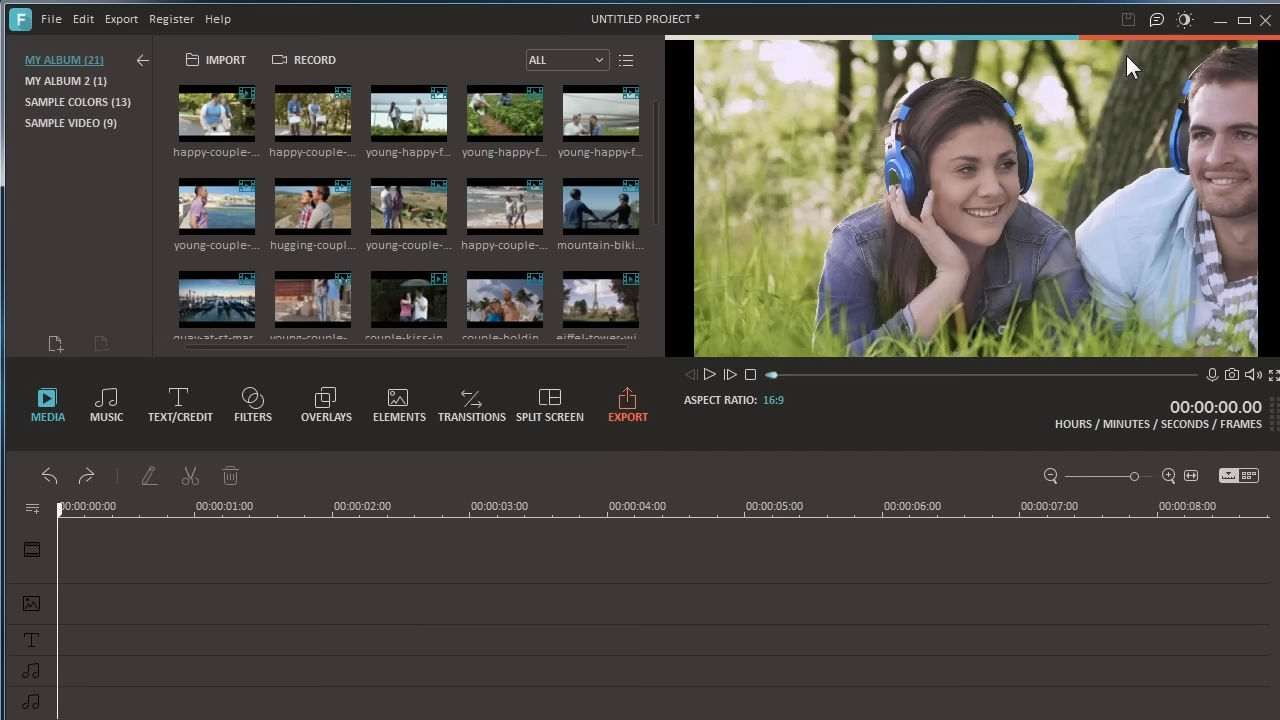 F File Edit Export Register Help UNTITLED PROJECT *
MY ALBUM (21)
MY ALBUM 2 (1)
SAMPLE COLORS (13)
SAMPLE VIDEO (9)
IMPORT RECORD ALL
happy-couple-... happy-couple-... young-happy-f... young-happy-f... young-happy-f...
young-couple-... hugging-coupl... young-couple-... happy-couple-... mountain-biki...
quay-at-st-mar... young-couple-... couple-kiss-in... couple-holdin... eiffel-tower-wi...
MEDIA MUSIC TEXT/CREDIT FILTERS OVERLAYS ELEMENTS TRANSITIONS SPLIT SCREEN EXPORT
ASPECT RATIO: 16:9
00:00:00.00
HOURS / MINUTES / SECONDS / FRAMES
00:00:00:00 00:00:01:00 00:00:02:00 00:00:03:00 00:00:04:00 00:00:05:00 00:00:06:00 00:00:07:00 00:00:08:00